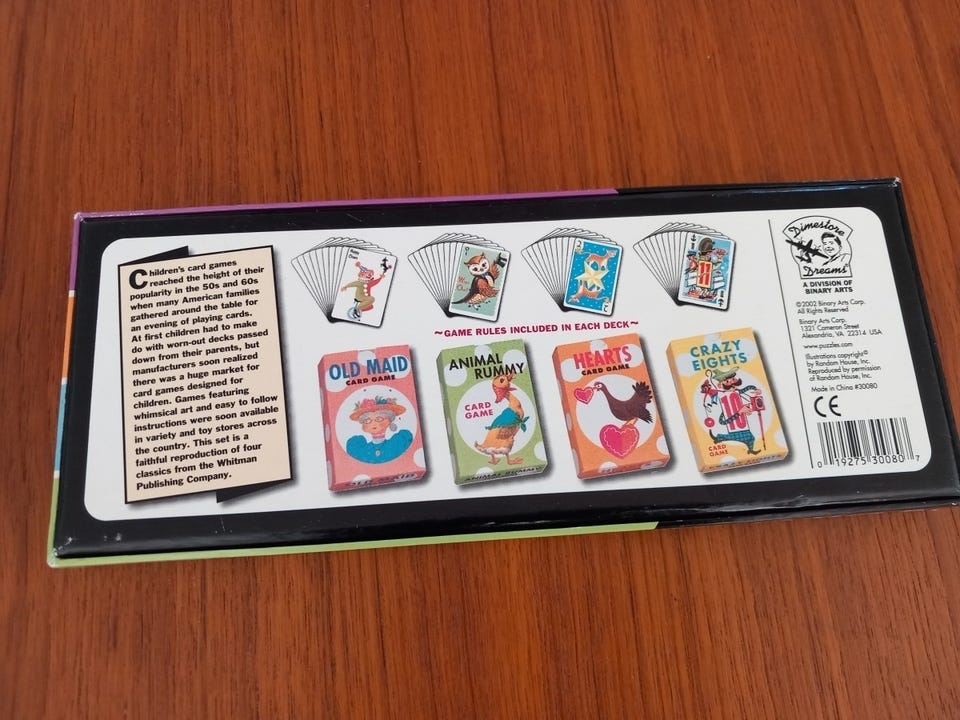 Children's card games
reached the height of their
popularity in the 50s and 60s
when many American families
gathered around the table for
an evening of playing cards.
At first children had to make
do with worn-out decks passed
down from their parents, but
manufacturers soon realized
there was a huge market for
card games designed for
children. Games featuring
whimsical art and easy to follow
instructions were soon available
in variety and toy stores across
the country. This set is a
faithful reproduction of four
classics from the Whitman
Publishing Company.
~GAME RULES INCLUDED IN EACH DECK~
OLD MAID
CARD GAME
OLD MAID
ANIMAL
RUMMY
CARD
GAME
ANIMAL RUMMY
HEARTS
CARD GAME
CRAZY
EIGHTS
10
CARD
GAME
CRAZY EIGHTS
Dimestore
Dreams
A DIVISION OF
BINARY ARTS
©2002 Binary Arts Corp.
All Rights Reserved
Binary Arts Corp.
1321 Cameron Street
Alexandria, VA 22314 USA
www.puzzles.com
Illustrations copyright©
by Random House, Inc.
Reproduced by permission
of Random House, Inc.
Made in China #30080
CE
0 19275 30080 7